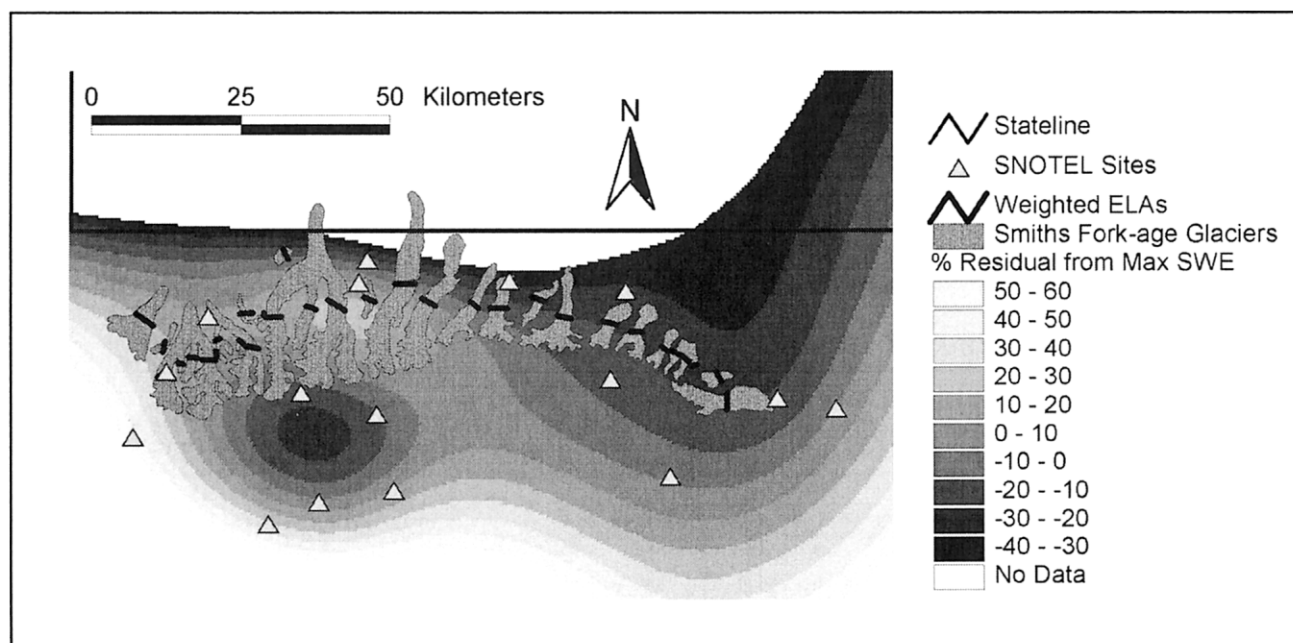 0 25 50 Kilometers
N
Stateline
SNOTEL Sites
Weighted ELAs
Smiths Fork-age Glaciers
% Residual from Max SWE
50 - 60
40 - 50
30 - 40
20 - 30
10 - 20
0 - 10
-10 - 0
-20 - -10
-30 - -20
-40 - -30
No Data